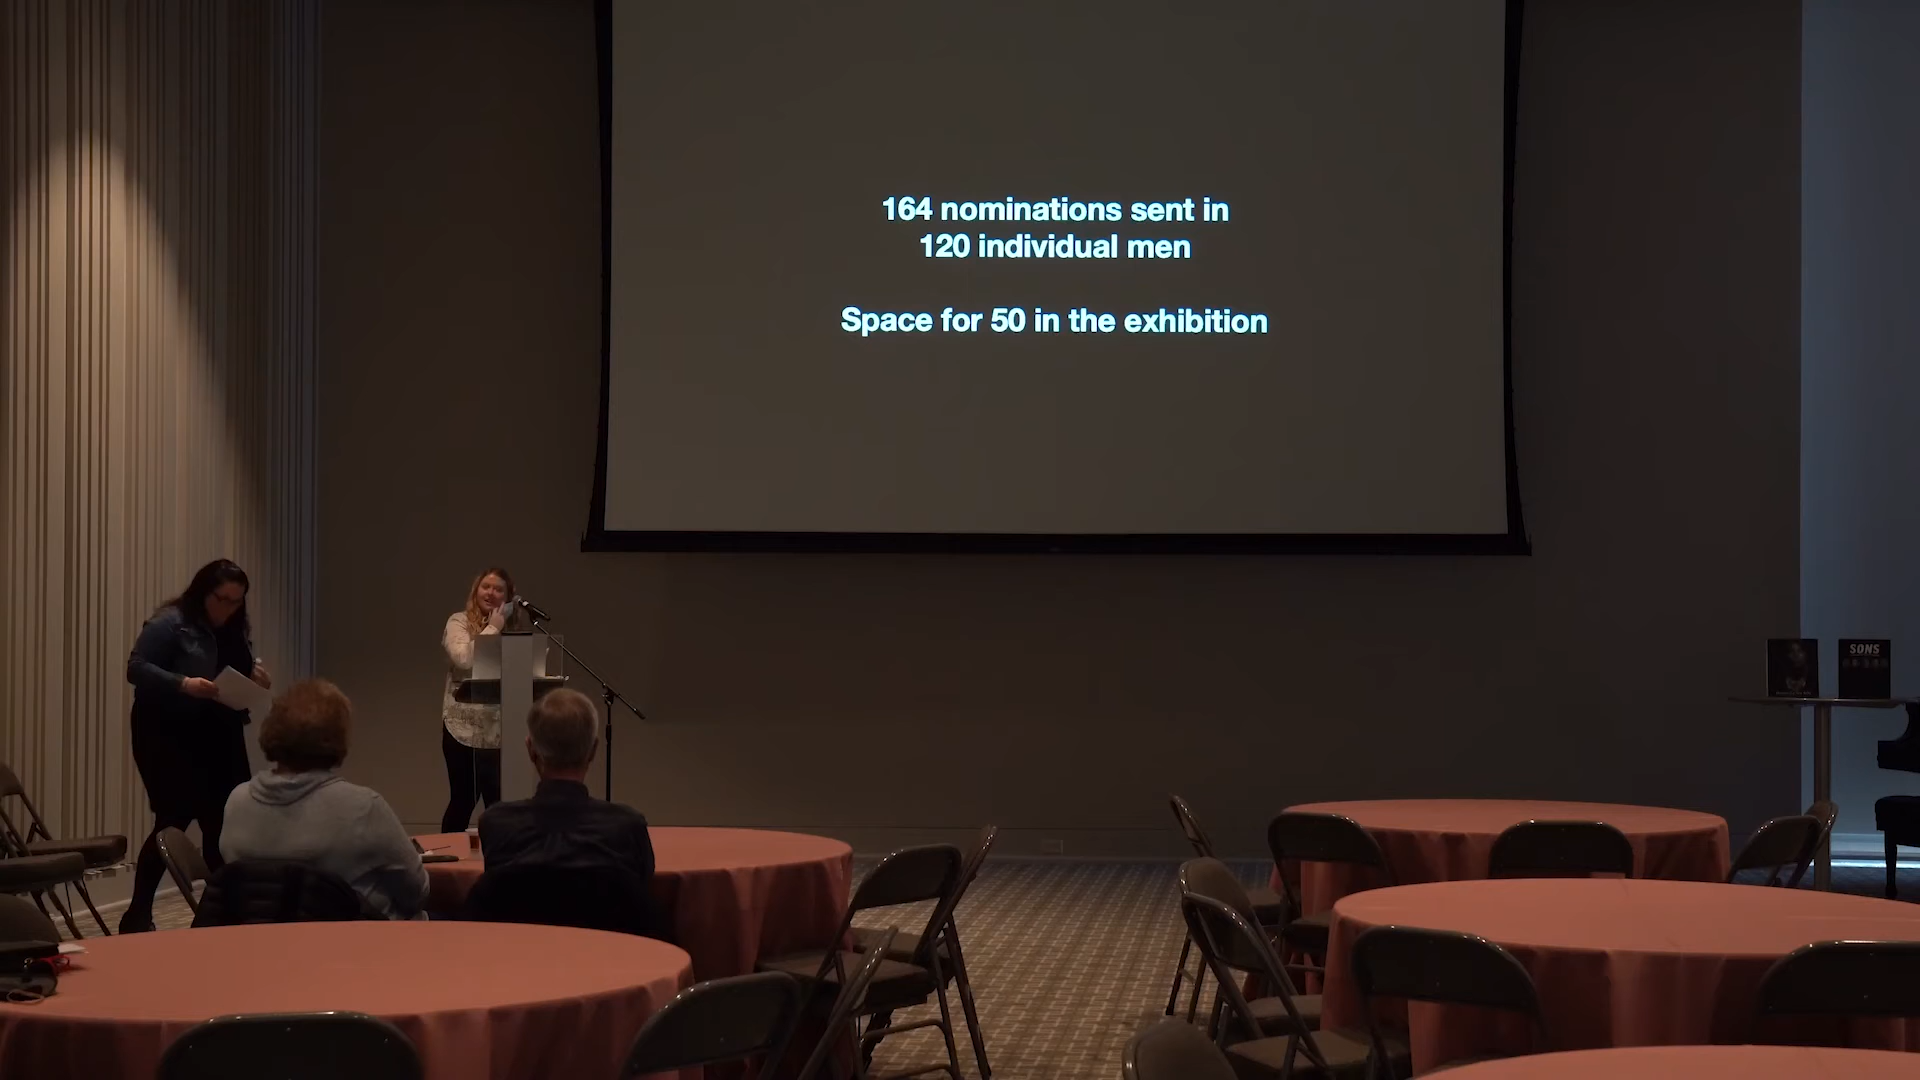 164 nominations sent in
120 individual men
Space for 50 in the exhibition
SONS